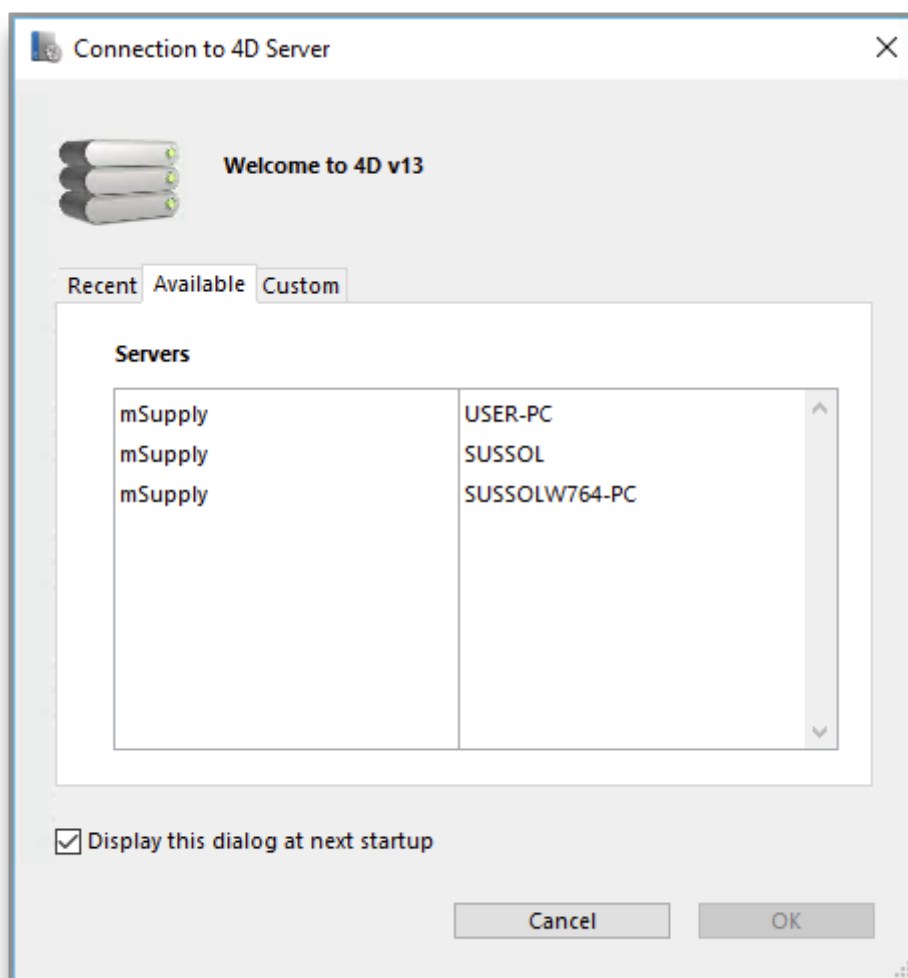 Connection to 4D Server
Welcome to 4D v13
Recent Available Custom
Servers
mSupply USER-PC
mSupply SUSSOL
mSupply SUSSOLW764-PC
Display this dialog at next startup
Cancel OK